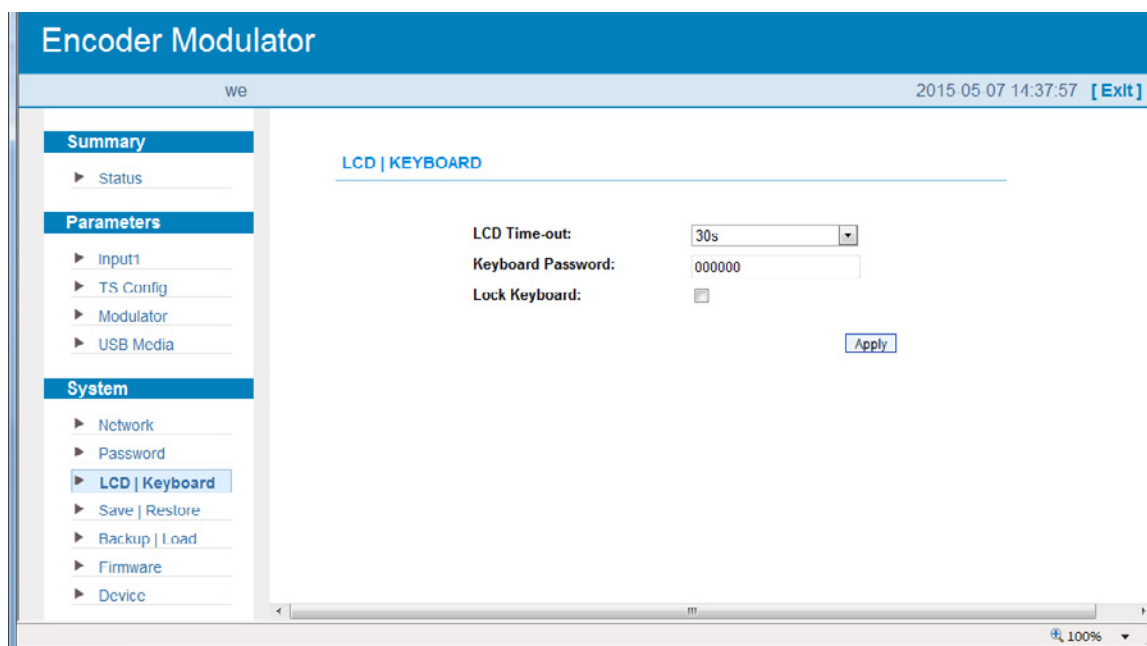 Encoder Modulator
we
2015-05-07 14:37:57 [Exit]
Summary
Status
Parameters
Input1
TS Config
Modulator
USB Media
System
Network
Password
LCD | Keyboard
Save | Restore
Backup | Load
Firmware
Device
LCD | KEYBOARD
LCD Time-out: 30s
Keyboard Password: 000000
Lock Keyboard:
Apply
100%